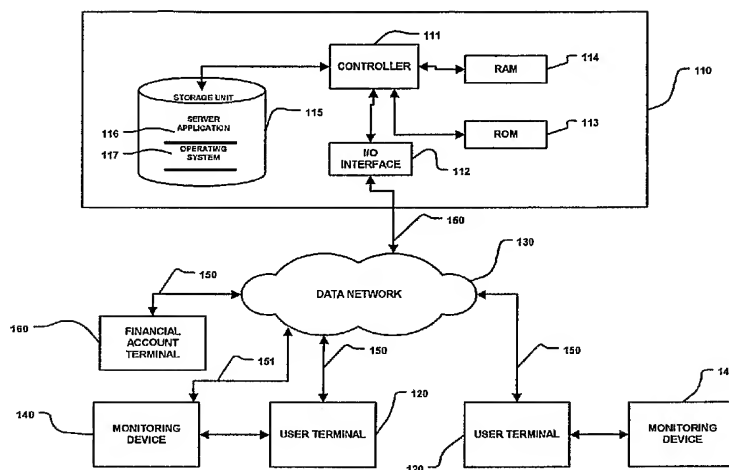 111
CONTROLLER
RAM
114
110
STORAGE UNIT
SERVER
APPLICATION
116
115
ROM
113
117
OPERATING
SYSTEM
I/O
INTERFACE
112
150
130
150
DATA NETWORK
160
FINANCIAL
ACCOUNT
TERMINAL
151
150
150
140
MONITORING
DEVICE
USER TERMINAL
120
USER TERMINAL
MONITORING
DEVICE